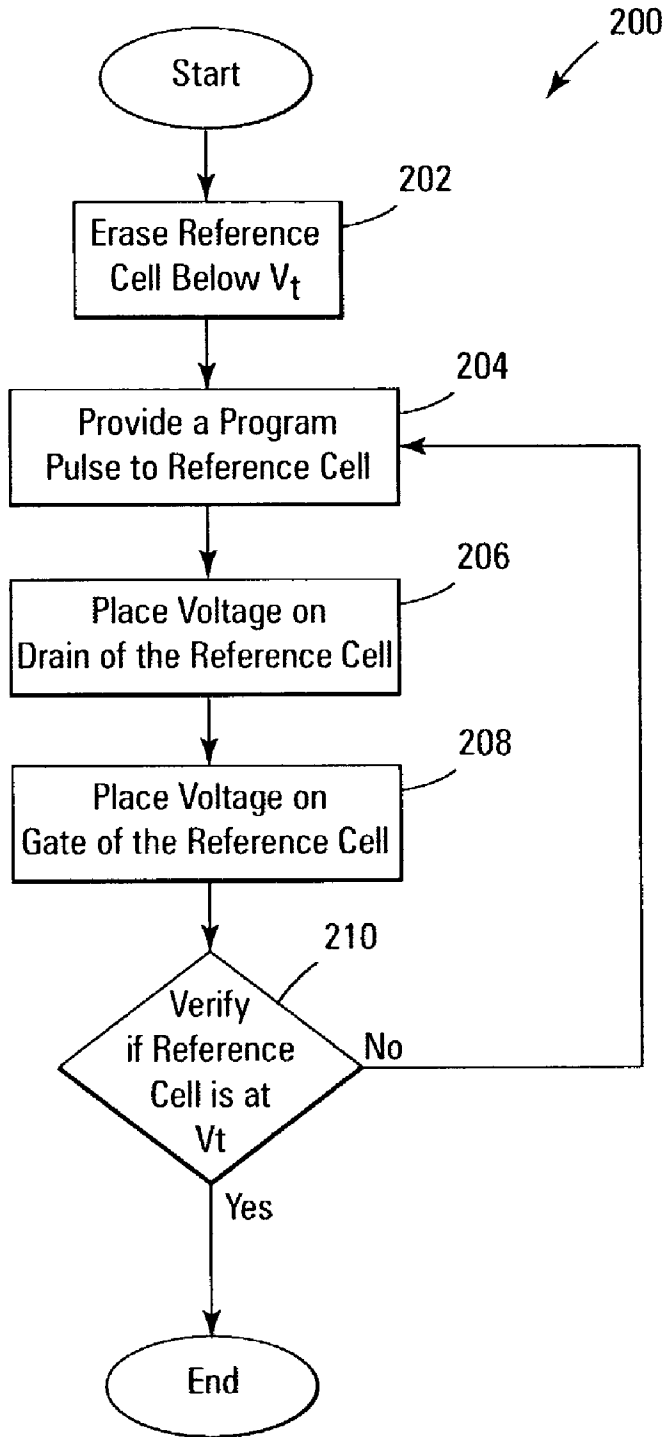 200
Start
202
Erase Reference
Cell Below Vt
204
Provide a Program
Pulse to Reference Cell
206
Place Voltage on
Drain of the Reference Cell
208
Place Voltage on
Gate of the Reference Cell
210
Verify
if Reference
Cell is at
Vt
No
Yes
End